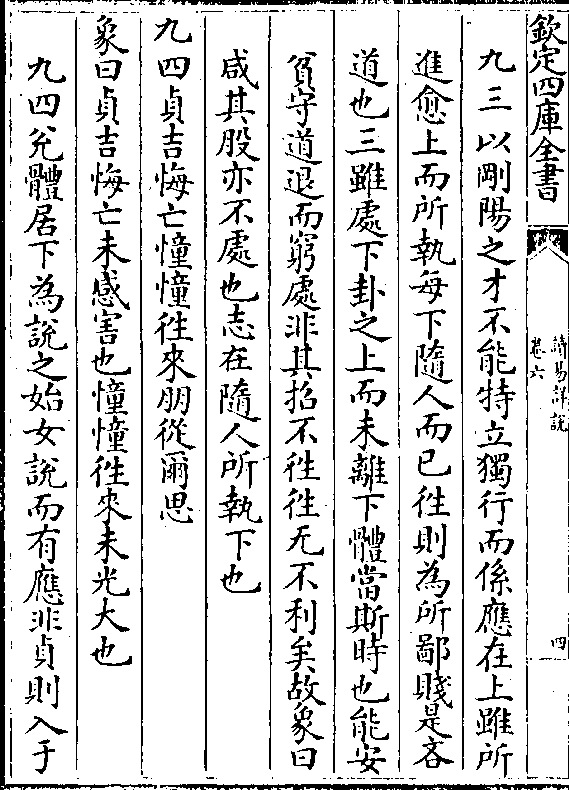 欽定四庫全書
讀易詳說
卷六
四
九三以剛陽之才不能特立獨行而係應在上雖所
進愈上而所執每下隨人而已徃則為所鄙賤是吝
道也三雖處下卦之上而未離下體當斯時也能安
貧守道退而窮處非其招不徃徃无不利矣故象曰
咸其股亦不處也志在隨人所執下也
九四貞吉悔亡憧憧徃來朋從爾思
象曰貞吉悔亡未感害也憧憧徃來未光大也
九四兊體居下為說之始女說而有應非貞則入于